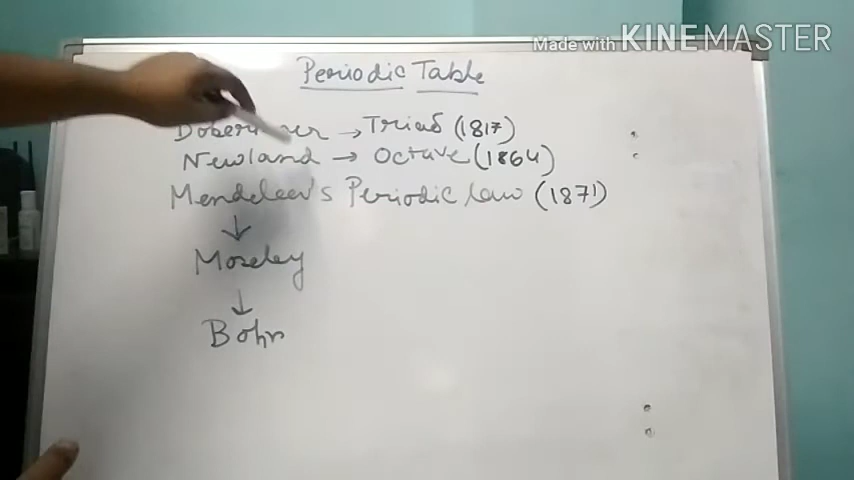 Made with KINEMASTER
Periodic Table
→ Triad (1817)
Newland → Octave (1864)
Mendeleev's Periodic law (1871)
↓
Moseley
↓
Bohr